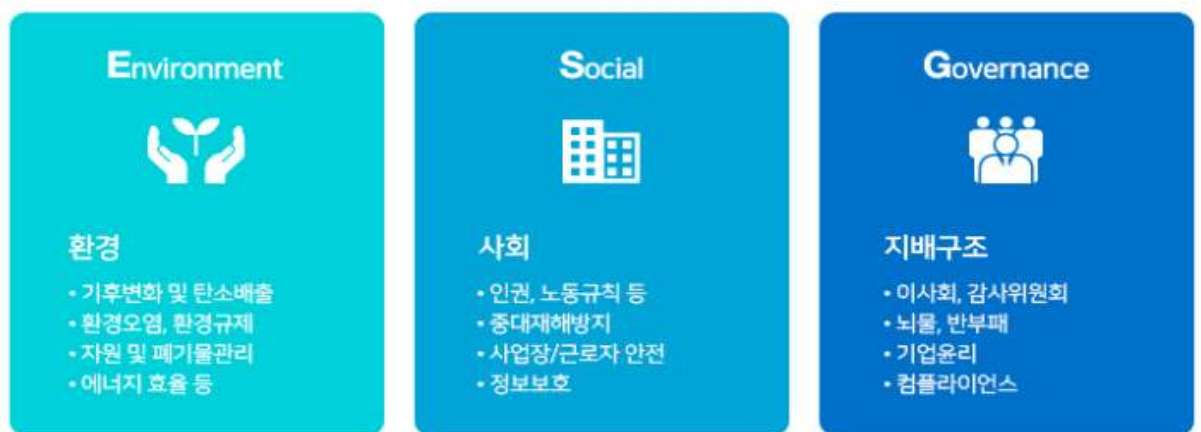 Environment
환경
• 기후변화 및 탄소배출
• 환경오염, 환경규제
• 자원 및 폐기물관리
• 에너지 효율 등
Social
사회
• 인권, 노동규칙 등
• 중대재해방지
• 사업장/근로자 안전
• 정보보호
Governance
지배구조
• 이사회, 감사위원회
• 뇌물, 반부패
• 기업윤리
• 컴플라이언스